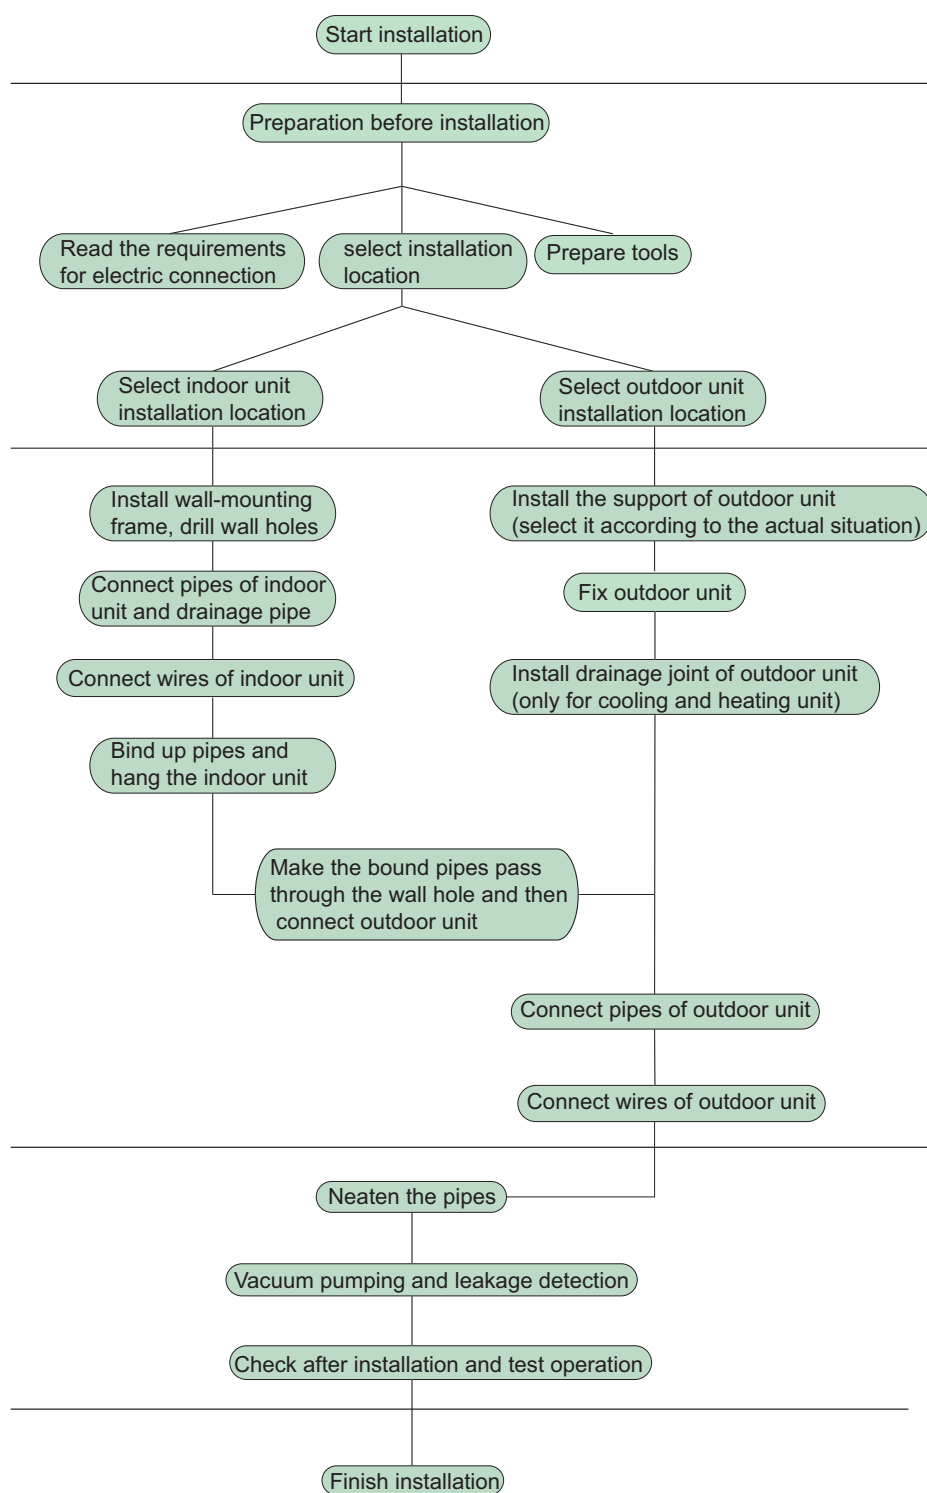 Start installation
Preparation before installation
Read the requirements
for electric connection
select installation
location
Prepare tools
Select indoor unit
installation location
Select outdoor unit
installation location
Install wall-mounting
frame, drill wall holes
Install the support of outdoor unit
(select it according to the actual situation)
Connect pipes of indoor
unit and drainage pipe
Fix outdoor unit
Connect wires of indoor unit
Install drainage joint of outdoor unit
(only for cooling and heating unit)
Bind up pipes and
hang the indoor unit
Make the bound pipes pass
through the wall hole and then
connect outdoor unit
Connect pipes of outdoor unit
Connect wires of outdoor unit
Neaten the pipes
Vacuum pumping and leakage detection
Check after installation and test operation
Finish installation